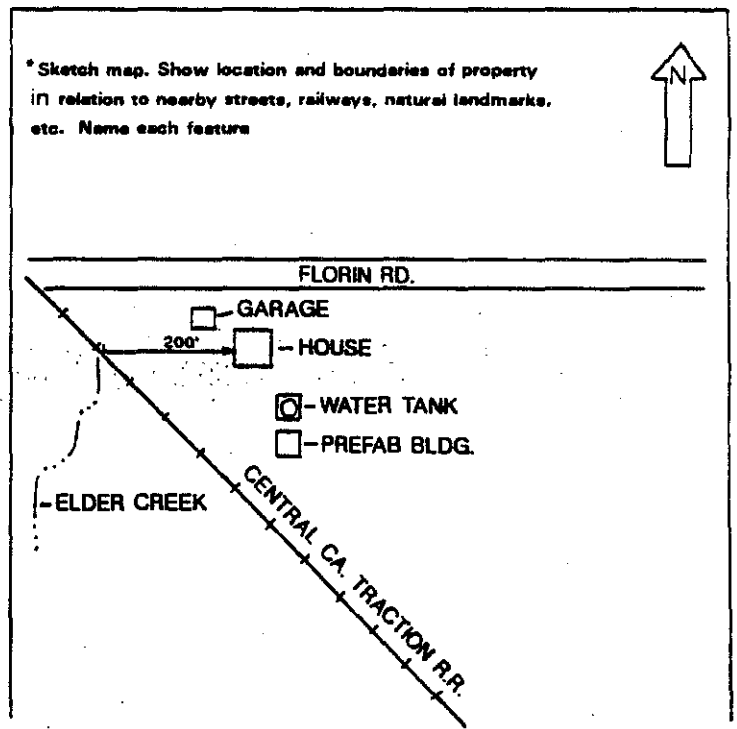 * Sketch map. Show location and boundaries of property
in relation to nearby streets, railways, natural landmarks,
etc. Name each feature
N
FLORIN RD.
- GARAGE
200'
- HOUSE
- WATER TANK
- PREFAB BLDG.
- ELDER CREEK
CENTRAL CA. TRACTION R.R.